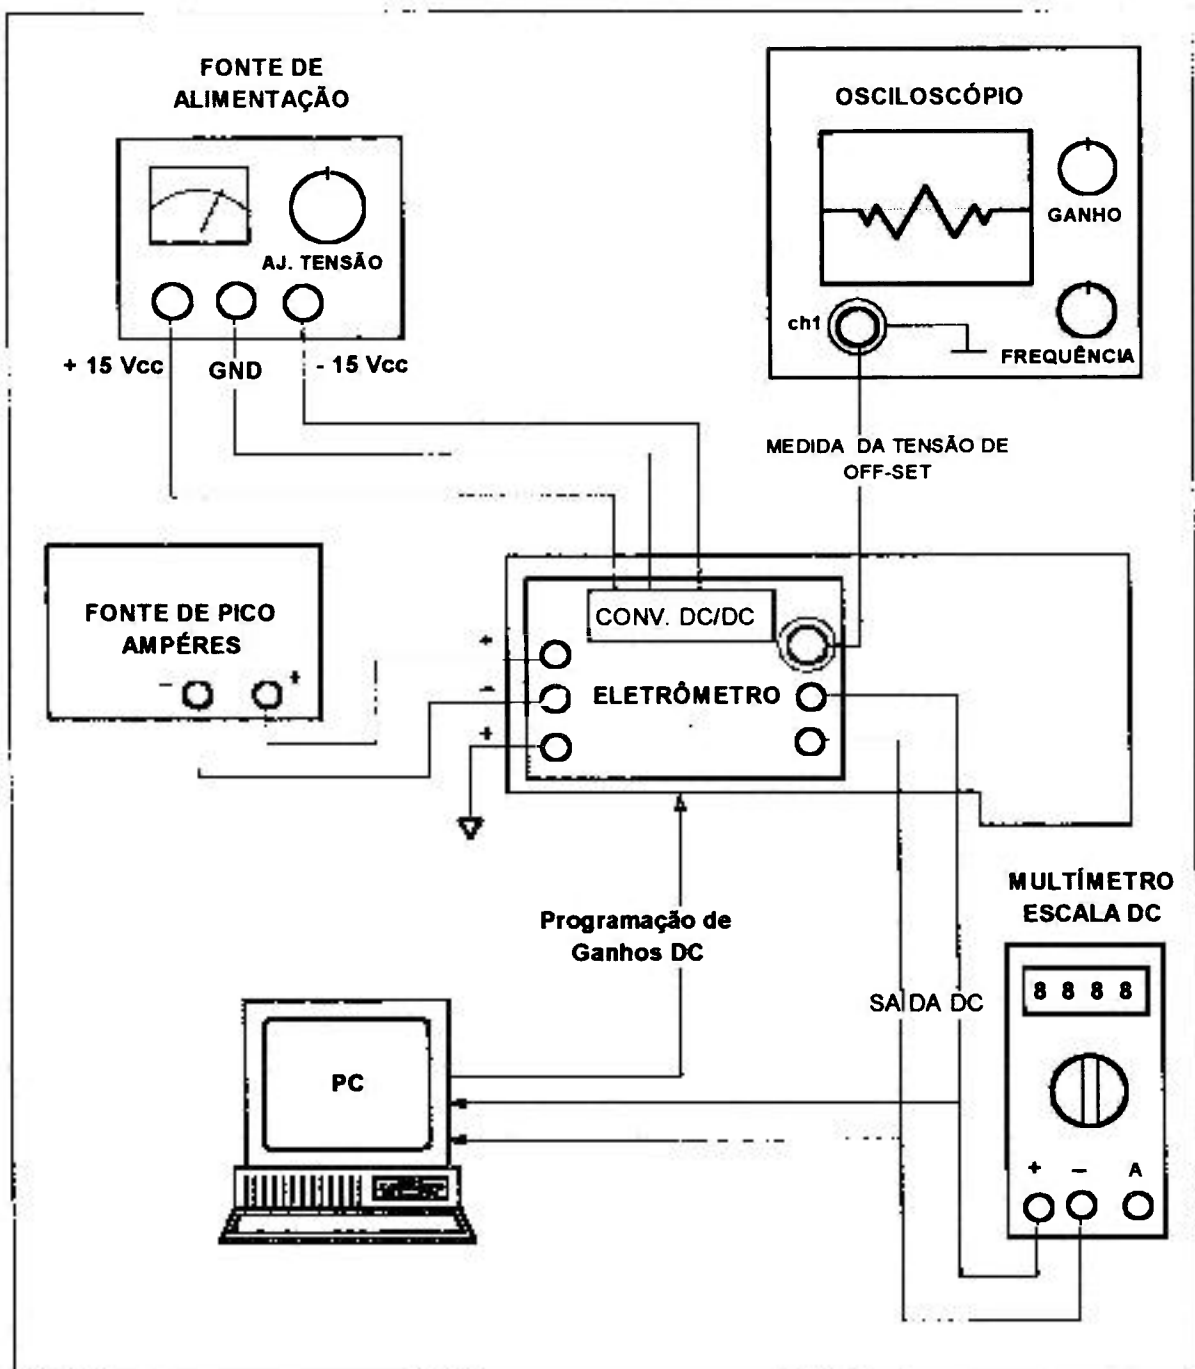 FONTE DE
ALIMENTAÇÃO
AJ. TENSÃO
+ 15 Vcc
GND
- 15 Vcc
OSCILOSCÓPIO
GANHO
ch1
FREQUÊNCIA
MEDIDA DA TENSÃO DE
OFF-SET
FONTE DE PICO
AMPÉRES
- +
CONV. DC/DC
+
-
+
ELETRÔMETRO
Programação de
Ganhos DC
MULTÍMETRO
ESCALA DC
8 8 8 8
SA DA DC
PC
+ - A